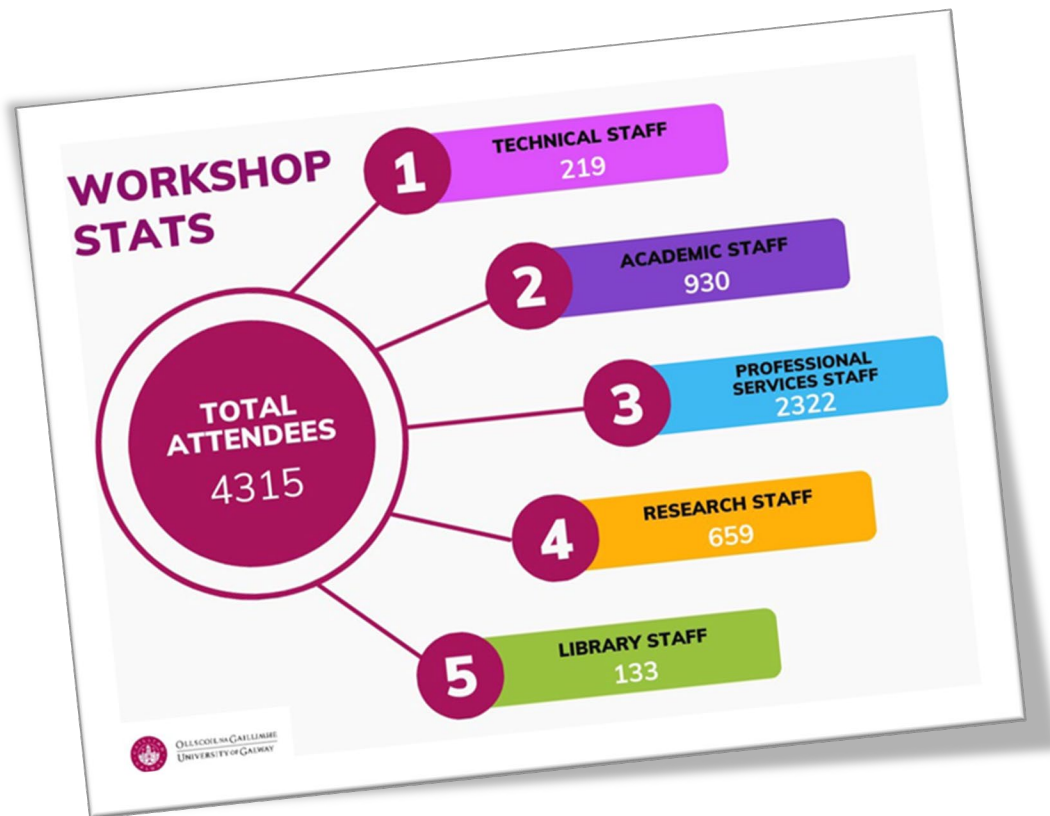 WORKSHOP
STATS
TOTAL
ATTENDEES
4315
1
TECHNICAL STAFF
219
2
ACADEMIC STAFF
930
3
PROFESSIONAL
SERVICES STAFF
2322
4
RESEARCH STAFF
659
5
LIBRARY STAFF
133
OLLSCOIL NA GAILLIMHE
UNIVERSITY OF GALWAY